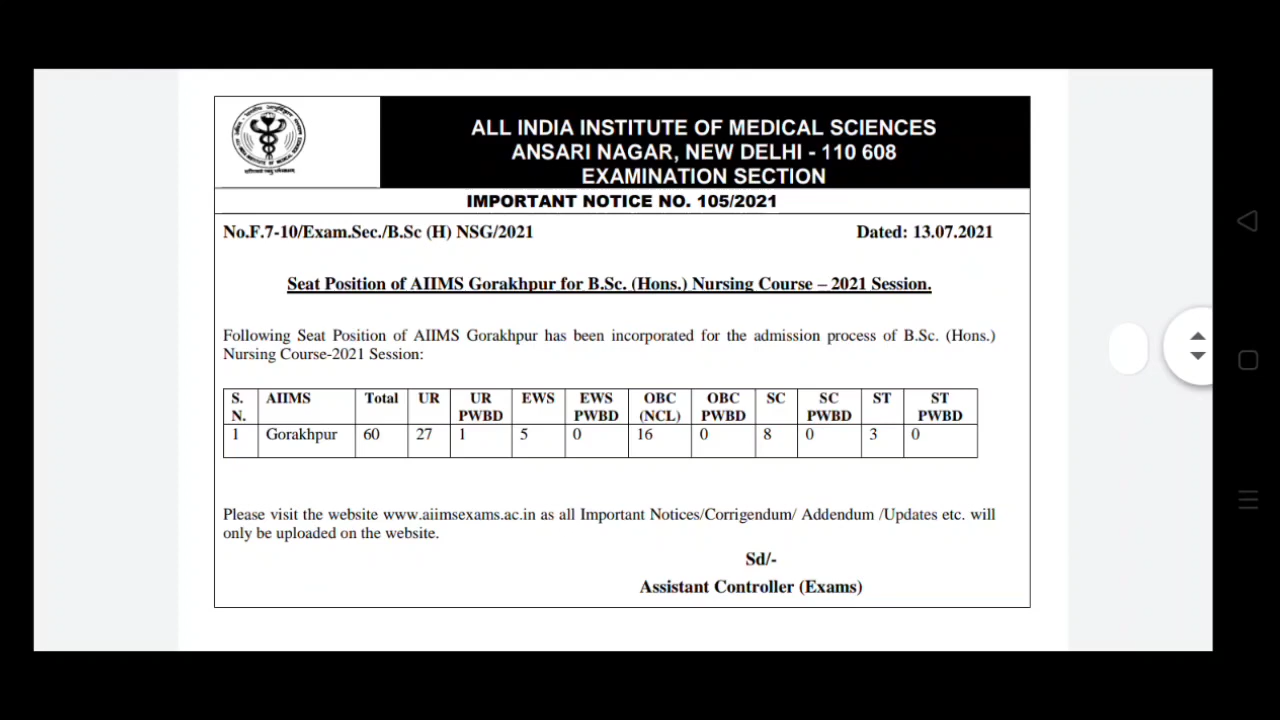 ALL INDIA INSTITUTE OF MEDICAL SCIENCES
ANSARI NAGAR, NEW DELHI - 110 608
EXAMINATION SECTION
IMPORTANT NOTICE NO. 105/2021
No.F.7-10/Exam.Sec./B.Sc (H) NSG/2021 Dated: 13.07.2021
Seat Position of AIIMS Gorakhpur for B.Sc. (Hons.) Nursing Course – 2021 Session.
Following Seat Position of AIIMS Gorakhpur has been incorporated for the admission process of B.Sc. (Hons.)
Nursing Course-2021 Session:
S. AIIMS Total UR UR EWS EWS OBC OBC SC SC ST ST
N. PWBD PWBD (NCL) PWBD PWBD PWBD
1 Gorakhpur 60 27 1 5 0 16 0 8 0 3 0
Please visit the website www.aiimsexams.ac.in as all Important Notices/Corrigendum/ Addendum /Updates etc. will
only be uploaded on the website.
Sd/-
Assistant Controller (Exams)